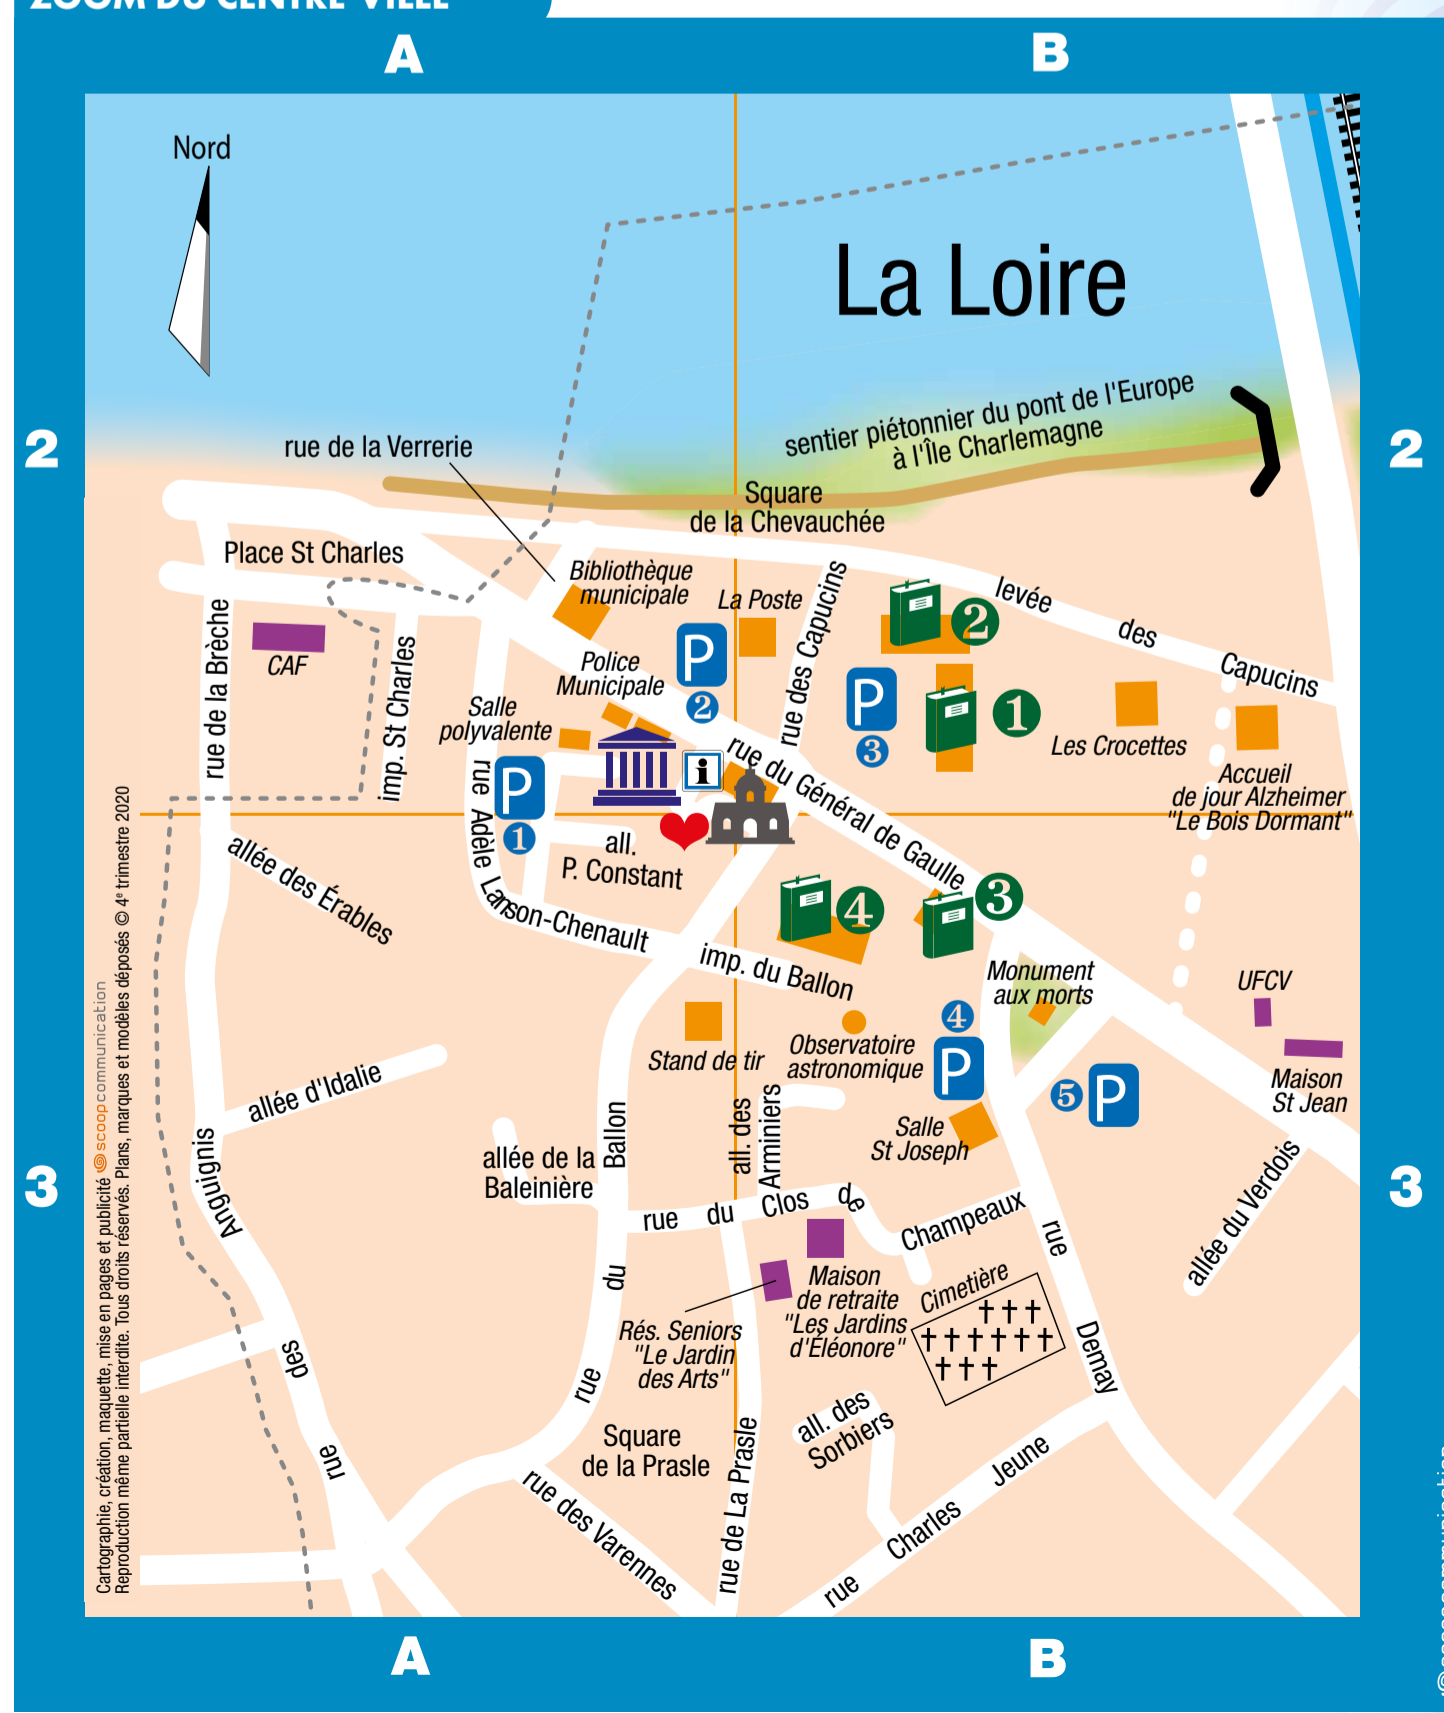 ZOOM DU CENTRE-VILLE
A
B
Nord
La Loire
2
2
sentier piétonnier du pont de l'Europe
à l'Île Charlemagne
rue de la Verrerie
Square
de la Chevauchée
Place St Charles
Bibliothèque
municipale
La Poste
levée des Capucins
rue de la Brèche
CAF
imp. St Charles
Police
Municipale
P
2
rue des Capucins
2
P
3
1
Les Crocettes
Accueil
de jour Alzheimer
"Le Bois Dormant"
Salle
polyvalente
P
1
i
rue du Général de Gaulle
rue Adèle Lanson-Chenault
all.
P. Constant
allée des Érables
4
3
imp. du Ballon
Monument
aux morts
UFCV
Maison
St Jean
Stand de tir
Observatoire
astronomique
4
P
5
P
allée d'Idalie
Salle
St Joseph
all. des
Arminiers
allée de la
Baleinière
3
3
rue des Anguignis
rue du Ballon
rue du Clos de Champeaux
rue Demay
allée du Verdois
Maison
de retraite
"Les Jardins
d'Éléonore"
Cimetière
Rés. Seniors
"Le Jardin
des Arts"
Square
de la Prasle
all. des
Sorbiers
rue des Varennes
rue de La Prasle
rue Charles Jeune
Cartographie, création, maquette, mise en pages et publicité scoopcommunication
Reproduction même partielle interdite. Tous droits réservés. Plans, marques et modèles déposés © 4e trimestre 2020
A
B